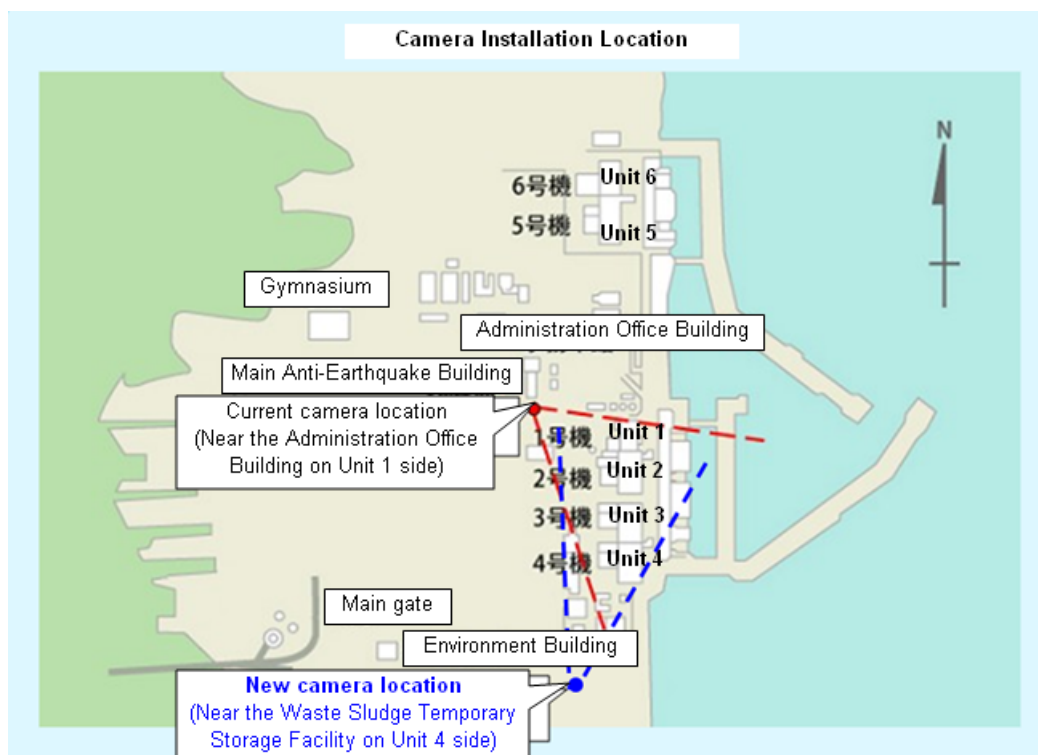 Camera Installation Location
N
6号機
Unit 6
5号機
Unit 5
Gymnasium
Administration Office Building
Main Anti-Earthquake Building
Current camera location
(Near the Administration Office
Building on Unit 1 side)
1号機
Unit 1
2号機
Unit 2
3号機
Unit 3
4号機
Unit 4
Main gate
Environment Building
New camera location
(Near the Waste Sludge Temporary
Storage Facility on Unit 4 side)